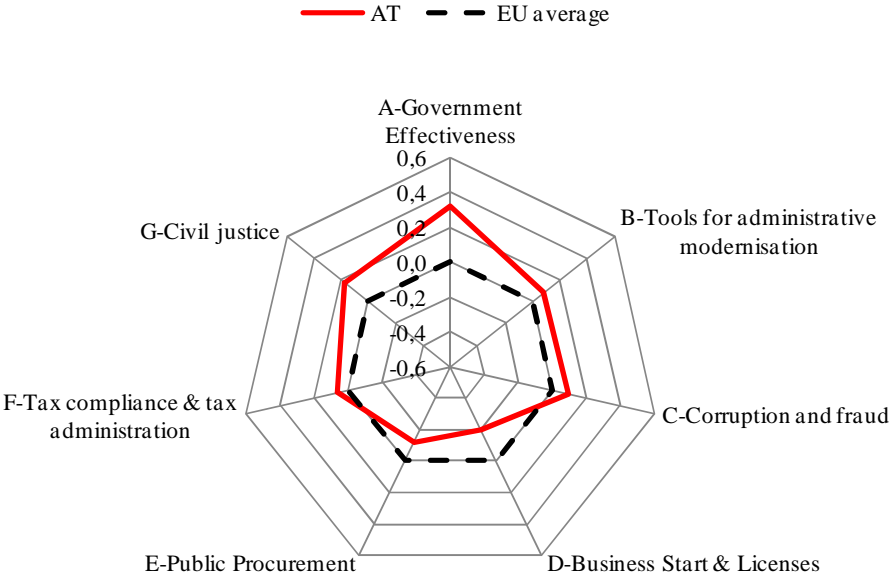 AT
EU average
A-Government
Effectiveness
0,6
0,4
0,2
0,0
-0,2
-0,4
-0,6
B-Tools for administrative
modernisation
C-Corruption and fraud
D-Business Start & Licenses
E-Public Procurement
F-Tax compliance & tax
administration
G-Civil justice